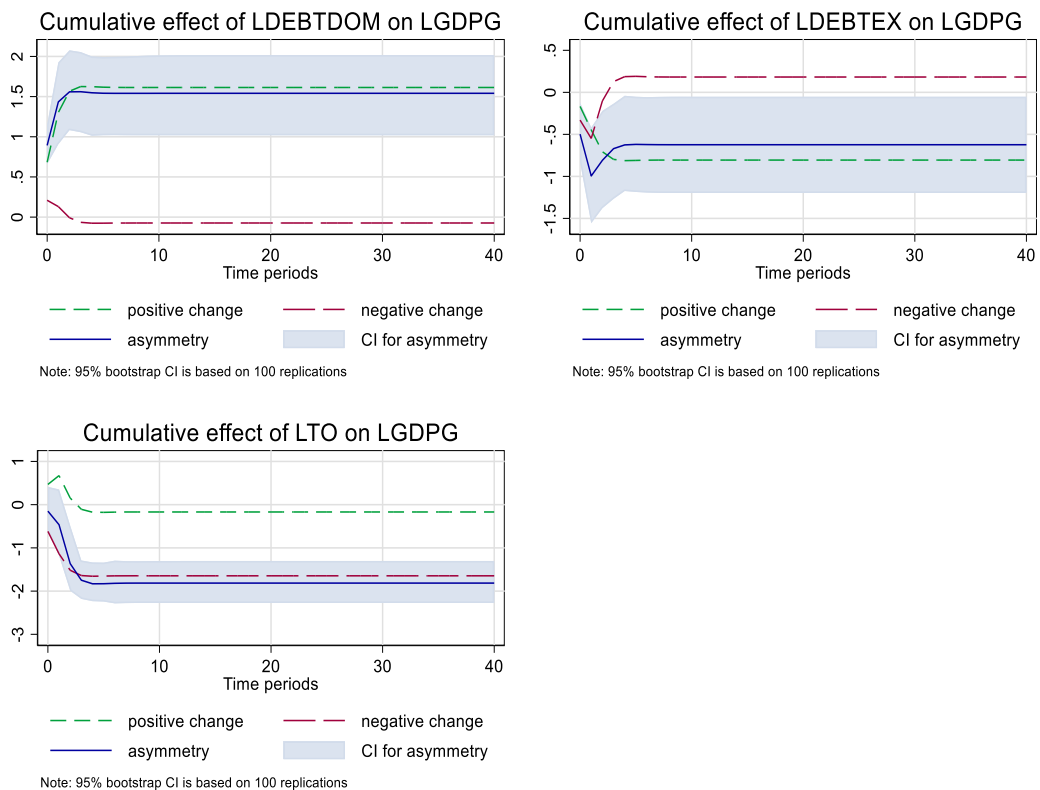 Cumulative effect of LDEBTDOM on LGDPG
2
1.5
1
.5
0
0 10 20 30 40
Time periods
positive change negative change
asymmetry CI for asymmetry
Note: 95% bootstrap CI is based on 100 replications
Cumulative effect of LDEBTEX on LGDPG
.5
0
-.5
-1
-1.5
0 10 20 30 40
Time periods
positive change negative change
asymmetry CI for asymmetry
Note: 95% bootstrap CI is based on 100 replications
Cumulative effect of LTO on LGDPG
1
0
-1
-2
-3
0 10 20 30 40
Time periods
positive change negative change
asymmetry CI for asymmetry
Note: 95% bootstrap CI is based on 100 replications